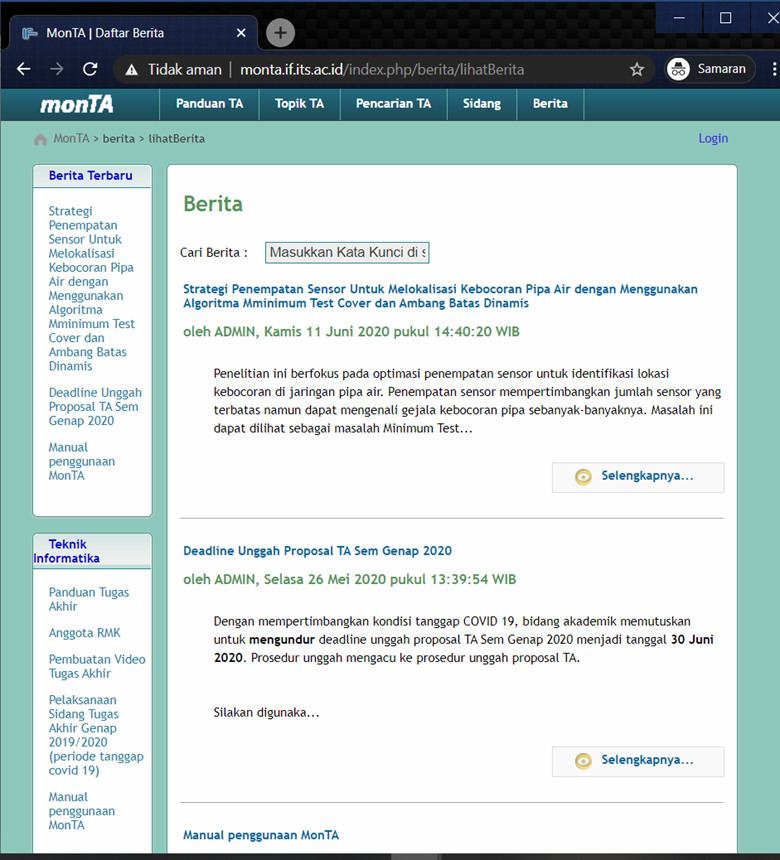 MonTA | Daftar Berita
Tidak aman | monta.if.its.ac.id/index.php/berita/lihatBerita
Samaran
monTA
Panduan TA
Topik TA
Pencarian TA
Sidang
Berita
MonTA > berita > lihatBerita
Login
Berita Terbaru
Strategi
Penempatan
Sensor Untuk
Melokalisasi
Kebocoran Pipa
Air dengan
Menggunakan
Algoritma
Mminimum Test
Cover dan
Ambang Batas
Dinamis
Deadline Unggah
Proposal TA Sem
Genap 2020
Manual
penggunaan
MonTA
Teknik
Informatika
Panduan Tugas
Akhir
Anggota RMK
Pembuatan Video
Tugas Akhir
Pelaksanaan
Sidang Tugas
Akhir Genap
2019/2020
(periode tanggap
covid 19)
Manual
penggunaan
MonTA
Berita
Cari Berita :
Masukkan Kata Kunci di s
Strategi Penempatan Sensor Untuk Melokalisasi Kebocoran Pipa Air dengan Menggunakan
Algoritma Mminimum Test Cover dan Ambang Batas Dinamis
oleh ADMIN, Kamis 11 Juni 2020 pukul 14:40:20 WIB
Penelitian ini berfokus pada optimasi penempatan sensor untuk identifikasi lokasi
kebocoran di jaringan pipa air. Penempatan sensor mempertimbangkan jumlah sensor yang
terbatas namun dapat mengenali gejala kebocoran pipa sebanyak-banyaknya. Masalah ini
dapat dilihat sebagai masalah Minimum Test...
Selengkapnya...
Deadline Unggah Proposal TA Sem Genap 2020
oleh ADMIN, Selasa 26 Mei 2020 pukul 13:39:54 WIB
Dengan mempertimbangkan kondisi tanggap COVID 19, bidang akademik memutuskan
untuk mengundur deadline unggah proposal TA Sem Genap 2020 menjadi tanggal 30 Juni
2020. Prosedur unggah mengacu ke prosedur unggah proposal TA.
Silakan digunaka...
Selengkapnya...
Manual penggunaan MonTA